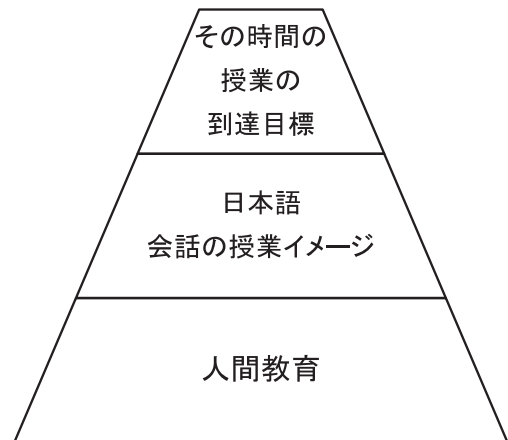 その時間の
授業の
到達目標
日本語
会話の授業イメージ
人間教育